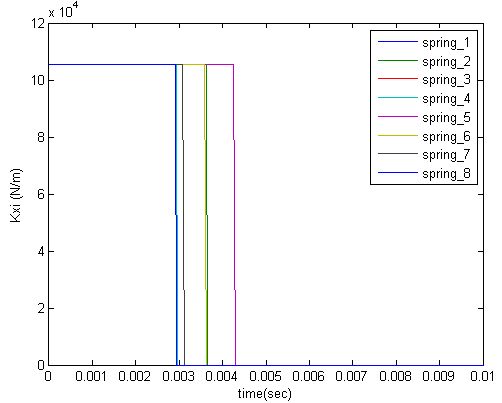 x 10^4
12
10
8
6
4
2
0
Kxi (N/m)
0 0.001 0.002 0.003 0.004 0.005 0.006 0.007 0.008 0.009 0.01
time(sec)
spring_1
spring_2
spring_3
spring_4
spring_5
spring_6
spring_7
spring_8